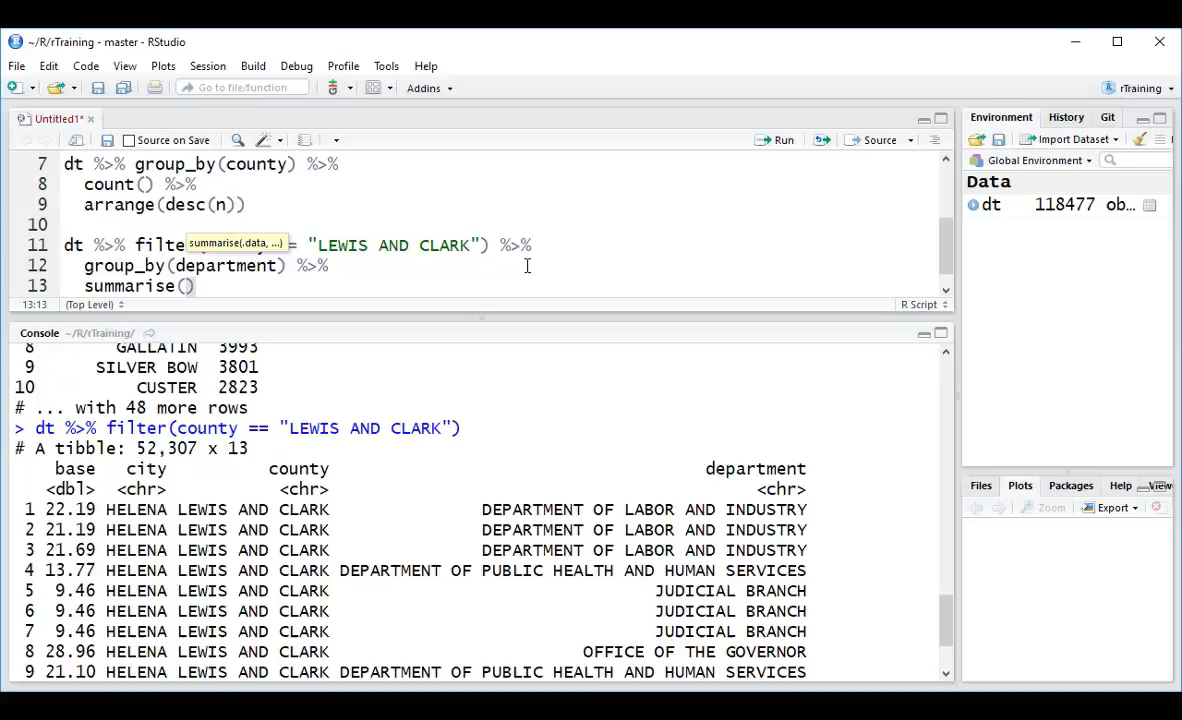 ~/R/rTraining - master - RStudio
File Edit Code View Plots Session Build Debug Profile Tools Help
Go to file/function Addins rTraining
Untitled1* Environment History Git
Source on Save Run Source Import Dataset
Global Environment
7 dt %>% group_by(county) %>%
8 count() %>%
9 arrange(desc(n))
10
11 dt %>% filte = "LEWIS AND CLARK") %>%
summarise(.data, ...)
12 group_by(department) %>%
13 summarise()
13:13 (Top Level) R Script
Data
dt 118477 ob...
Console ~/R/rTraining/
8 GALLATIN 3993
9 SILVER BOW 3801
10 CUSTER 2823
# ... with 48 more rows
> dt %>% filter(county == "LEWIS AND CLARK")
# A tibble: 52,307 x 13
base city county department
<dbl> <chr> <chr> <chr>
1 22.19 HELENA LEWIS AND CLARK DEPARTMENT OF LABOR AND INDUSTRY
2 21.19 HELENA LEWIS AND CLARK DEPARTMENT OF LABOR AND INDUSTRY
3 21.69 HELENA LEWIS AND CLARK DEPARTMENT OF LABOR AND INDUSTRY
4 13.77 HELENA LEWIS AND CLARK DEPARTMENT OF PUBLIC HEALTH AND HUMAN SERVICES
5 9.46 HELENA LEWIS AND CLARK JUDICIAL BRANCH
6 9.46 HELENA LEWIS AND CLARK JUDICIAL BRANCH
7 9.46 HELENA LEWIS AND CLARK JUDICIAL BRANCH
8 28.96 HELENA LEWIS AND CLARK OFFICE OF THE GOVERNOR
9 21.10 HELENA LEWIS AND CLARK DEPARTMENT OF PUBLIC HEALTH AND HUMAN SERVICES
Files Plots Packages Help Viewe
Zoom Export